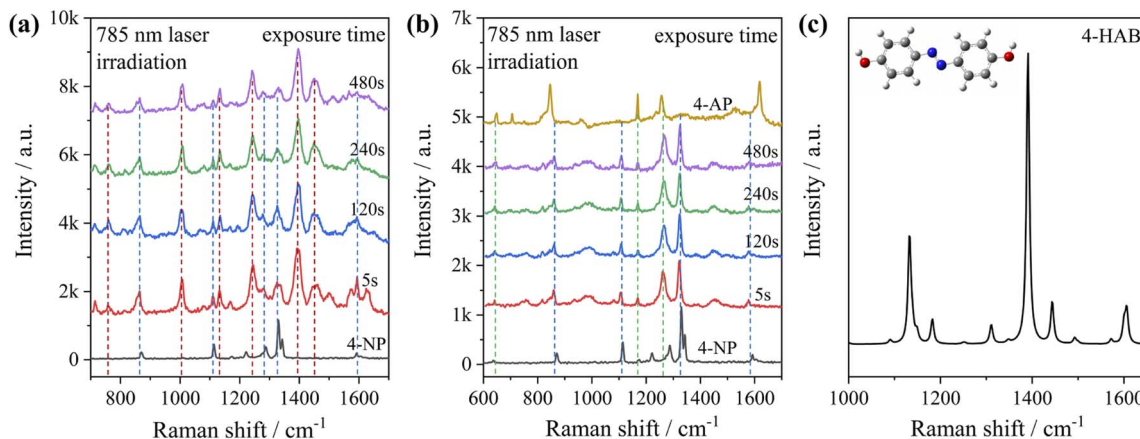 (a)
785 nm laser
irradiation
exposure time
480s
240s
120s
5s
4-NP
10k
8k
6k
4k
2k
0
Intensity / a.u.
800
1000
1200
1400
1600
Raman shift / cm⁻¹
(b)
785 nm laser
irradiation
exposure time
4-AP
480s
240s
120s
5s
4-NP
7k
6k
5k
4k
3k
2k
1k
0
Intensity / a.u.
600
800
1000
1200
1400
1600
Raman shift / cm⁻¹
(c)
4-HAB
Intensity / a.u.
1000
1200
1400
1600
Raman shift / cm⁻¹